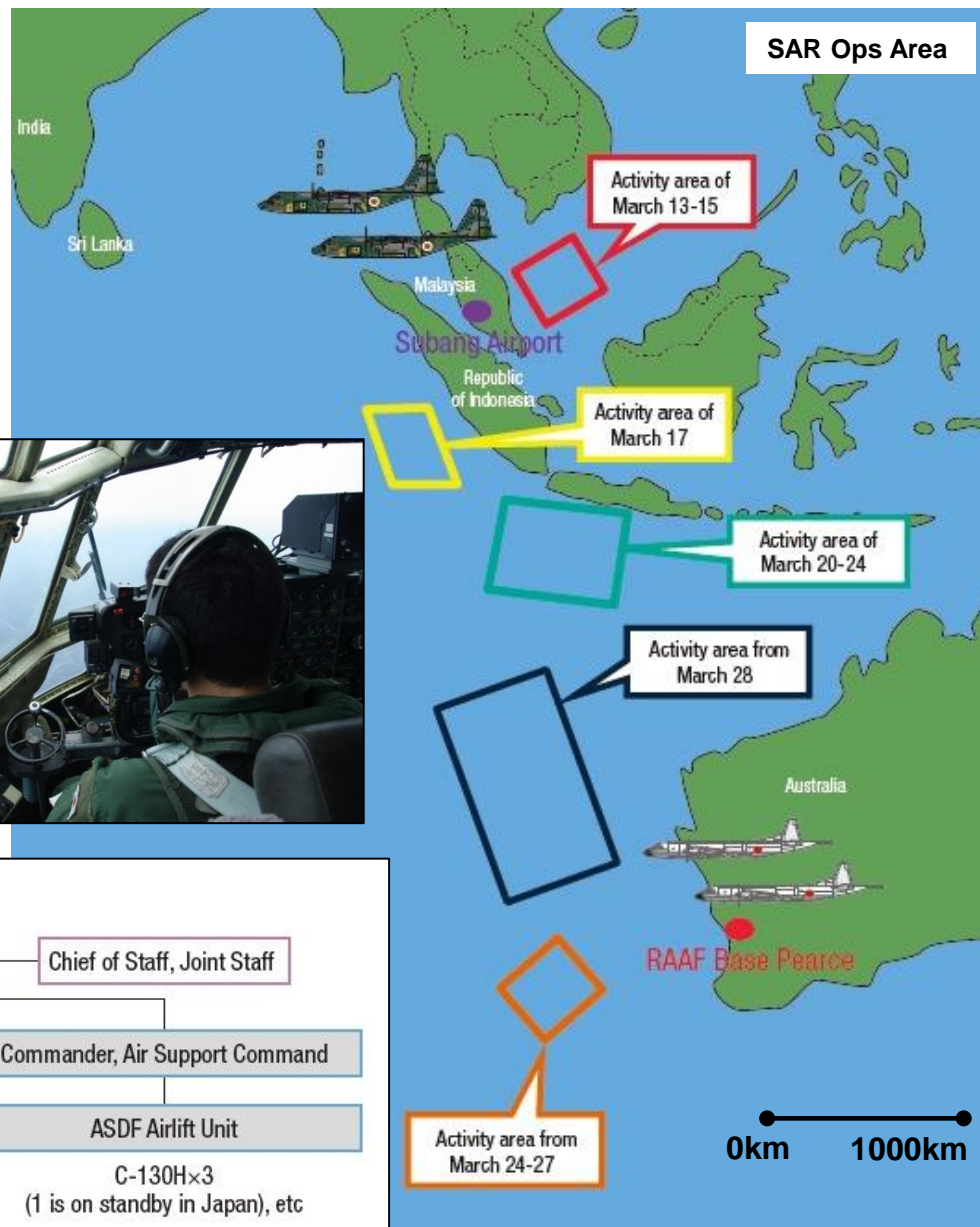 SAR Ops Area
India
Sri Lanka
Activity area of
March 13-15
Malaysia
Subang Airport
Republic
of Indonesia
Activity area of
March 17
Activity area of
March 20-24
Activity area from
March 28
Australia
RAAF Base Pearce
Chief of Staff, Joint Staff
Commander, Air Support Command
ASDF Airlift Unit
C-130H×3
(1 is on standby in Japan), etc
Activity area from
March 24-27
0km 1000km